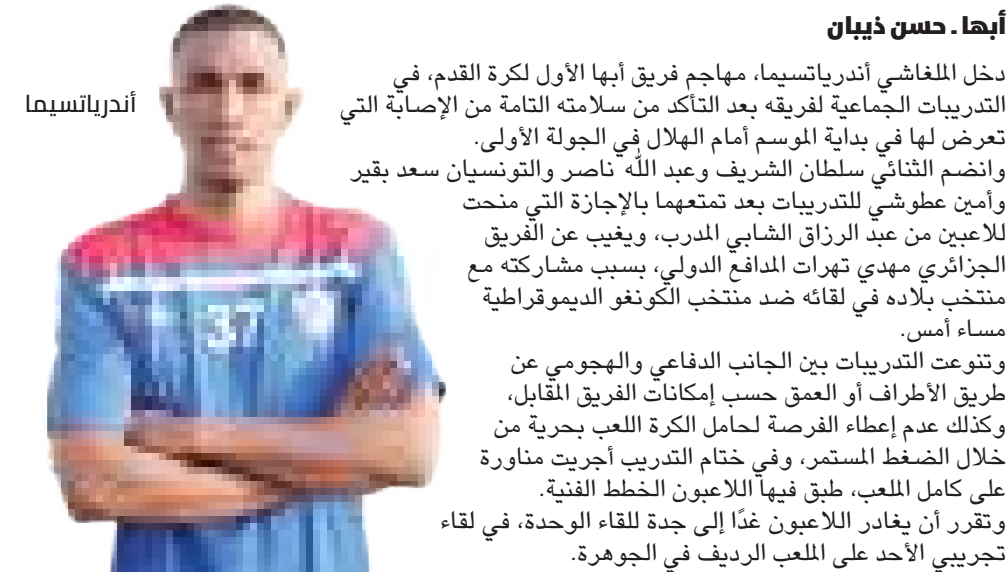 أبها ـ حسن ذيبان
دخل الملغاشي أندرياتسيما، مهاجم فريق أبها الأول لكرة القدم، في
التدريبات الجماعية لفريقه بعد التأكد من سلامته التامة من الإصابة التي
تعرض لها في بداية الموسم أمام الهلال في الجولة الأولى.
وانضم الثنائي سلطان الشريف وعبد الله ناصر والتونسيان سعد بقير
وأمين عطوشي للتدريبات بعد تمتعهما بالإجازة التي منحت
للاعبين من عبد الرزاق الشابي المدرب، ويغيب عن الفريق
الجزائري مهدي تهرات المدافع الدولي، بسبب مشاركته مع
منتخب بلاده في لقائه ضد منتخب الكونغو الديموقراطية
مساء أمس.
وتنوعت التدريبات بين الجانب الدفاعي والهجومي عن
طريق الأطراف أو العمق حسب إمكانات الفريق المقابل،
وكذلك عدم إعطاء الفرصة لحامل الكرة اللعب بحرية من
خلال الضغط المستمر، وفي ختام التدريب أجريت مناورة
على كامل الملعب، طبق فيها اللاعبون الخطط الفنية.
وتقرر أن يغادر اللاعبون غدًا إلى جدة للقاء الوحدة، في لقاء
تجريبي الأحد على الملعب الرديف في الجوهرة.
أندرياتسيما
37